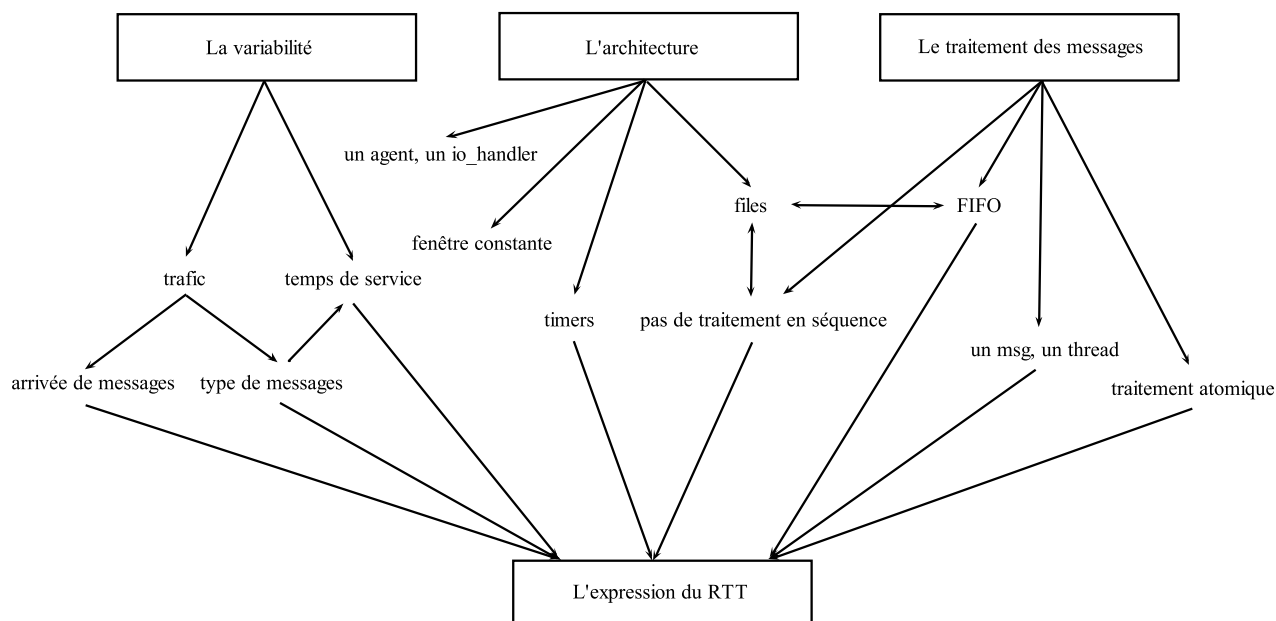 La variabilité
L'architecture
Le traitement des messages
un agent, un io_handler
files
FIFO
fenêtre constante
trafic
temps de service
timers
pas de traitement en séquence
un msg, un thread
arrivée de messages
type de messages
traitement atomique
L'expression du RTT